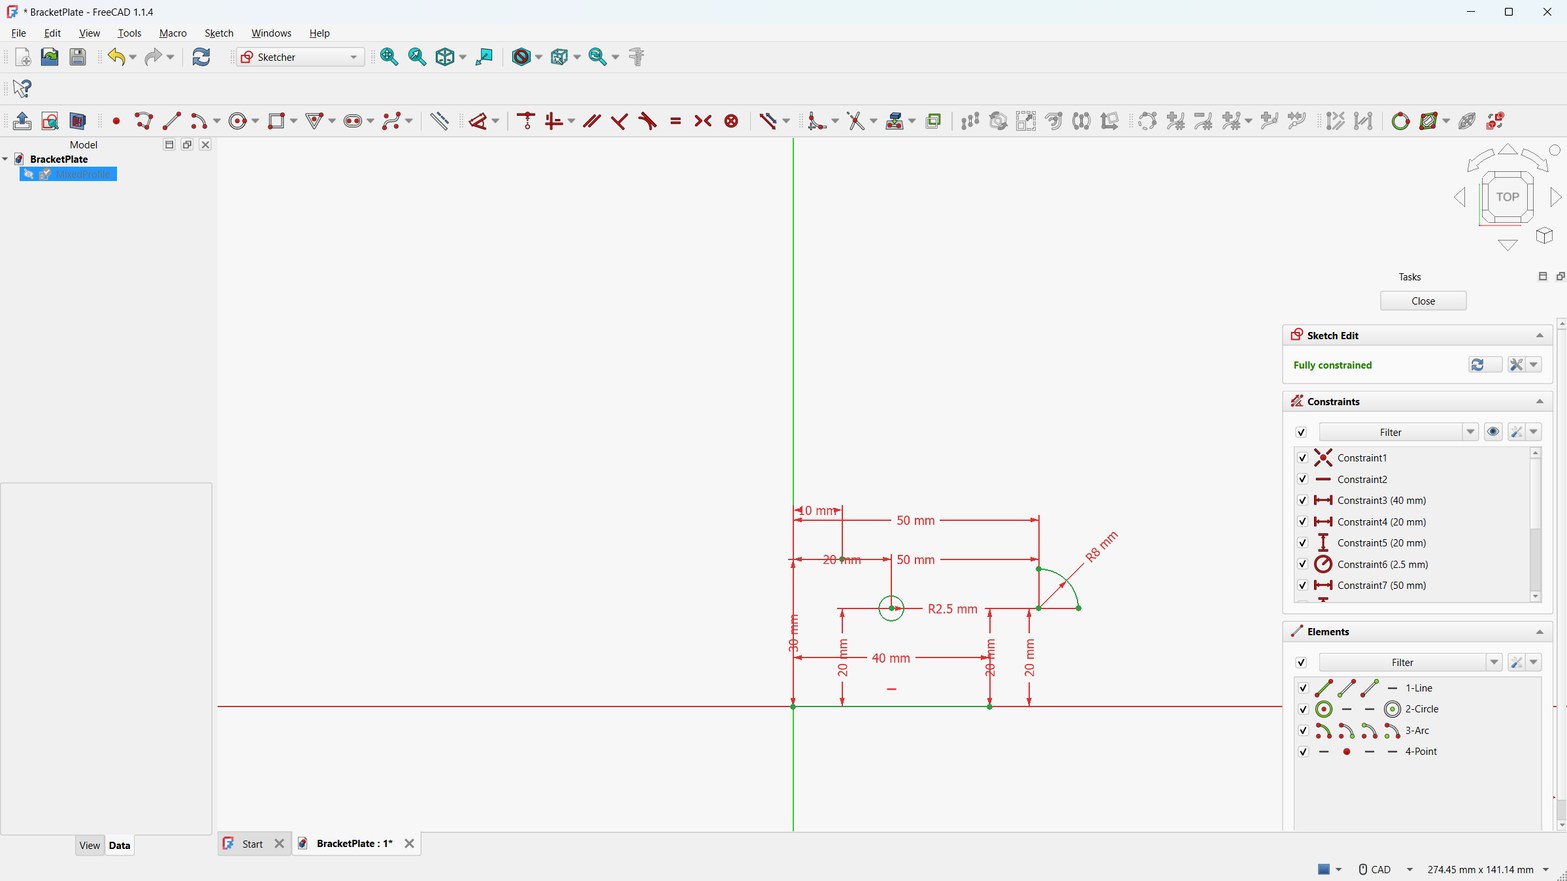 * BracketPlate - FreeCAD 1.1.4
File Edit View Tools Macro Sketch Windows Help
Sketcher
Model
BracketPlate
MixedProfile
TOP
Tasks
Close
Sketch Edit
Fully constrained
Constraints
Filter
Constraint1
Constraint2
Constraint3 (40 mm)
Constraint4 (20 mm)
Constraint5 (20 mm)
Constraint6 (2.5 mm)
Constraint7 (50 mm)
Elements
Filter
1-Line
2-Circle
3-Arc
4-Point
10 mm
50 mm
20 mm
50 mm
R8 mm
R2.5 mm
30 mm
20 mm
40 mm
20 mm
20 mm
View Data
Start
BracketPlate : 1*
CAD
274.45 mm x 141.14 mm